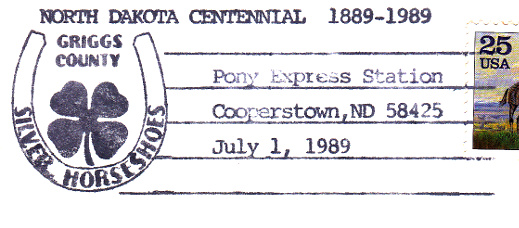 NORTH DAKOTA CENTENNIAL 1889-1989
GRIGGS
COUNTY
SILVER HORSESHOES
Pony Express Station
Cooperstown, ND 58425
July 1, 1989
25
USA